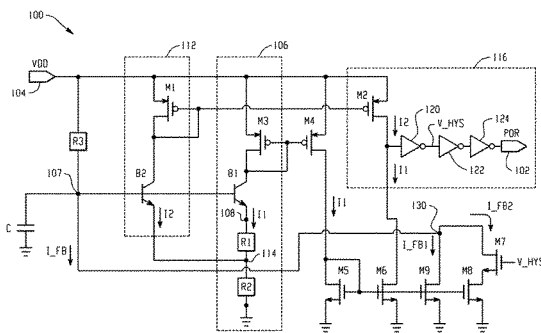 100
112
106
116
VDD
104
M1
M2
120
V_HYS
124
POR
I2
122
102
I1
R3
M3
M4
107
B2
B1
108
I2
I1
I1
C
I_FB
R1
114
R2
130
I_FB2
I_FB1
M7
V_HYS
M5
M6
M9
M8